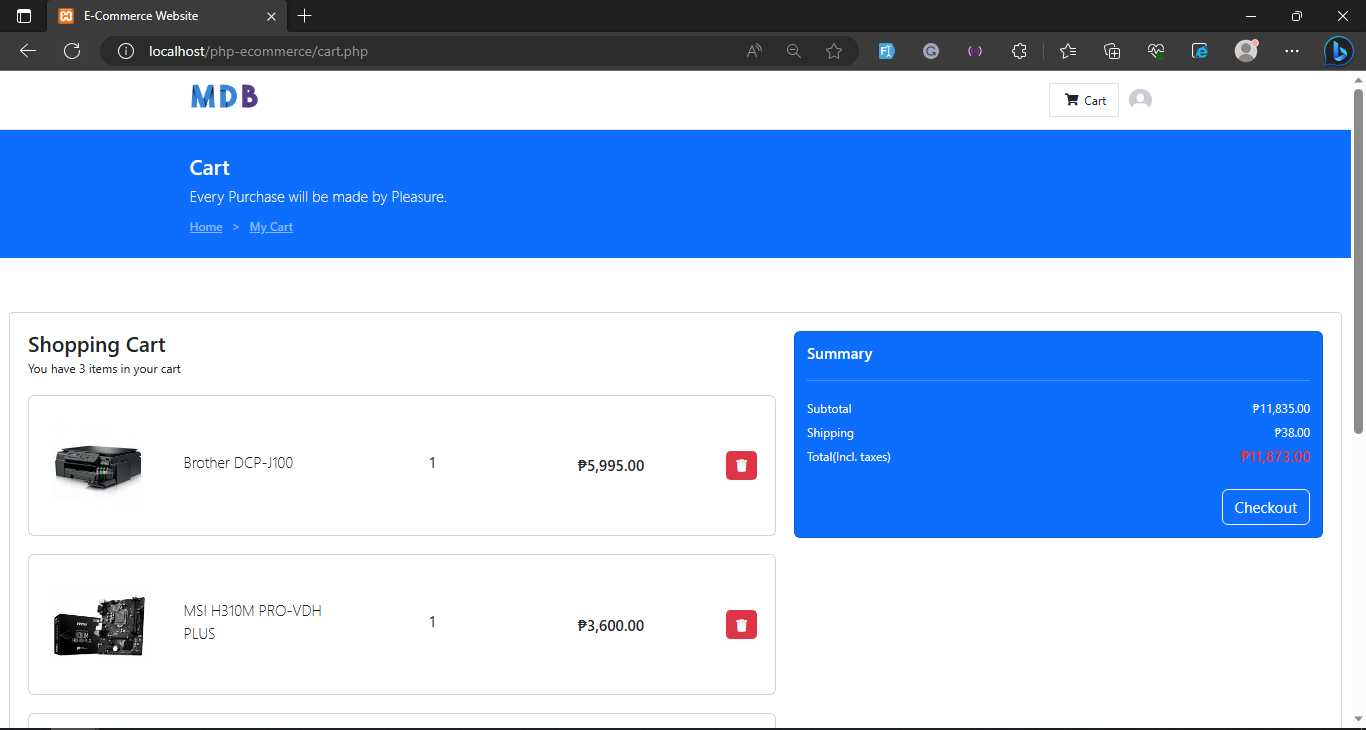 E-Commerce Website
localhost/php-ecommerce/cart.php
MDB
Cart
Cart
Every Purchase will be made by Pleasure.
Home > My Cart
Shopping Cart
You have 3 items in your cart
Brother DCP-J100
1
₱5,995.00
MSI H310M PRO-VDH
PLUS
1
₱3,600.00
Summary
Subtotal ₱11,835.00
Shipping ₱38.00
Total(Incl. taxes) ₱11,873.00
Checkout